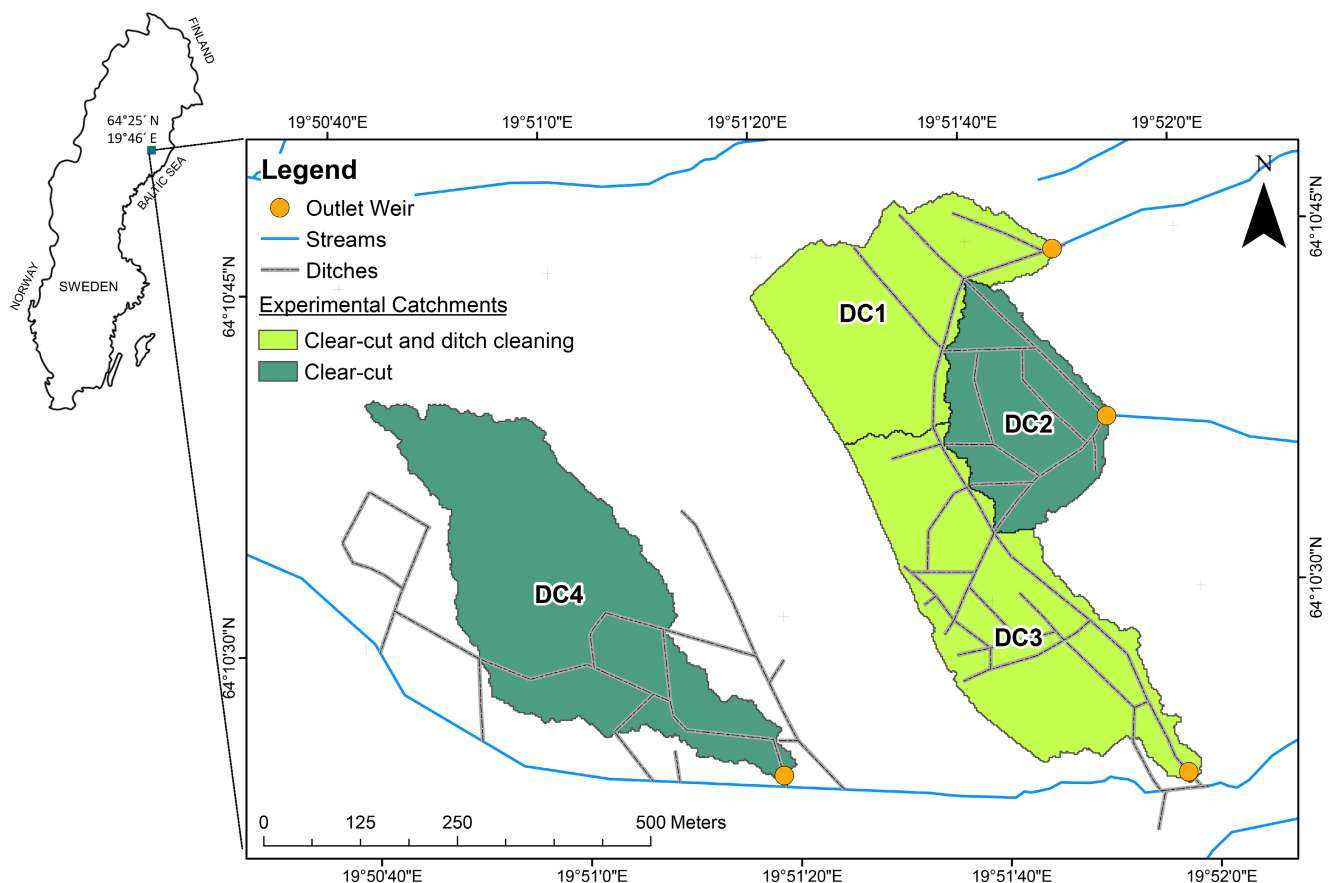 FINLAND
64°25´ N
19°46´ E
BALTIC SEA
NORWAY
SWEDEN
19°50'40"E
19°51'0"E
19°51'20"E
19°51'40"E
19°52'0"E
Legend
Outlet Weir
Streams
Ditches
Experimental Catchments
Clear-cut and ditch cleaning
Clear-cut
N
64°10'45"N
64°10'45"N
DC1
DC2
DC4
DC3
64°10'30"N
64°10'30"N
0 125 250 500 Meters
19°50'40"E
19°51'0"E
19°51'20"E
19°51'40"E
19°52'0"E